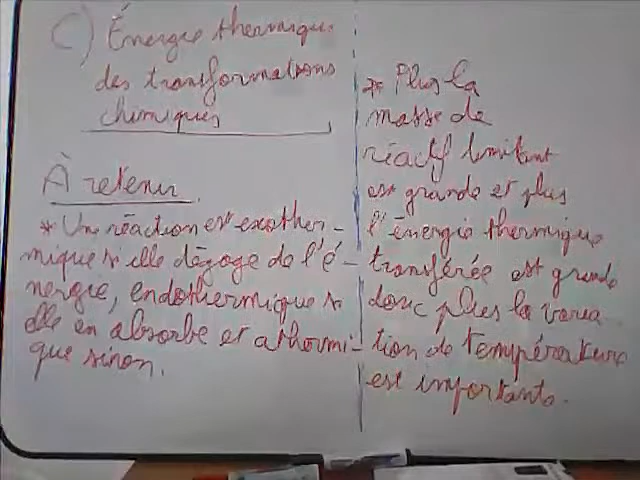 C) Énergie thermique
des transformations
chimiques
À retenir
* Une réaction est exother-
mique si elle dégage de l'é-
nergie, endothermique si
elle en absorbe et athermi-
que sinon.
* Plus la
masse de
réactif limitant
est grande et plus
l'énergie thermique
transférée est grande
donc plus la varia
tion de température
est importante.